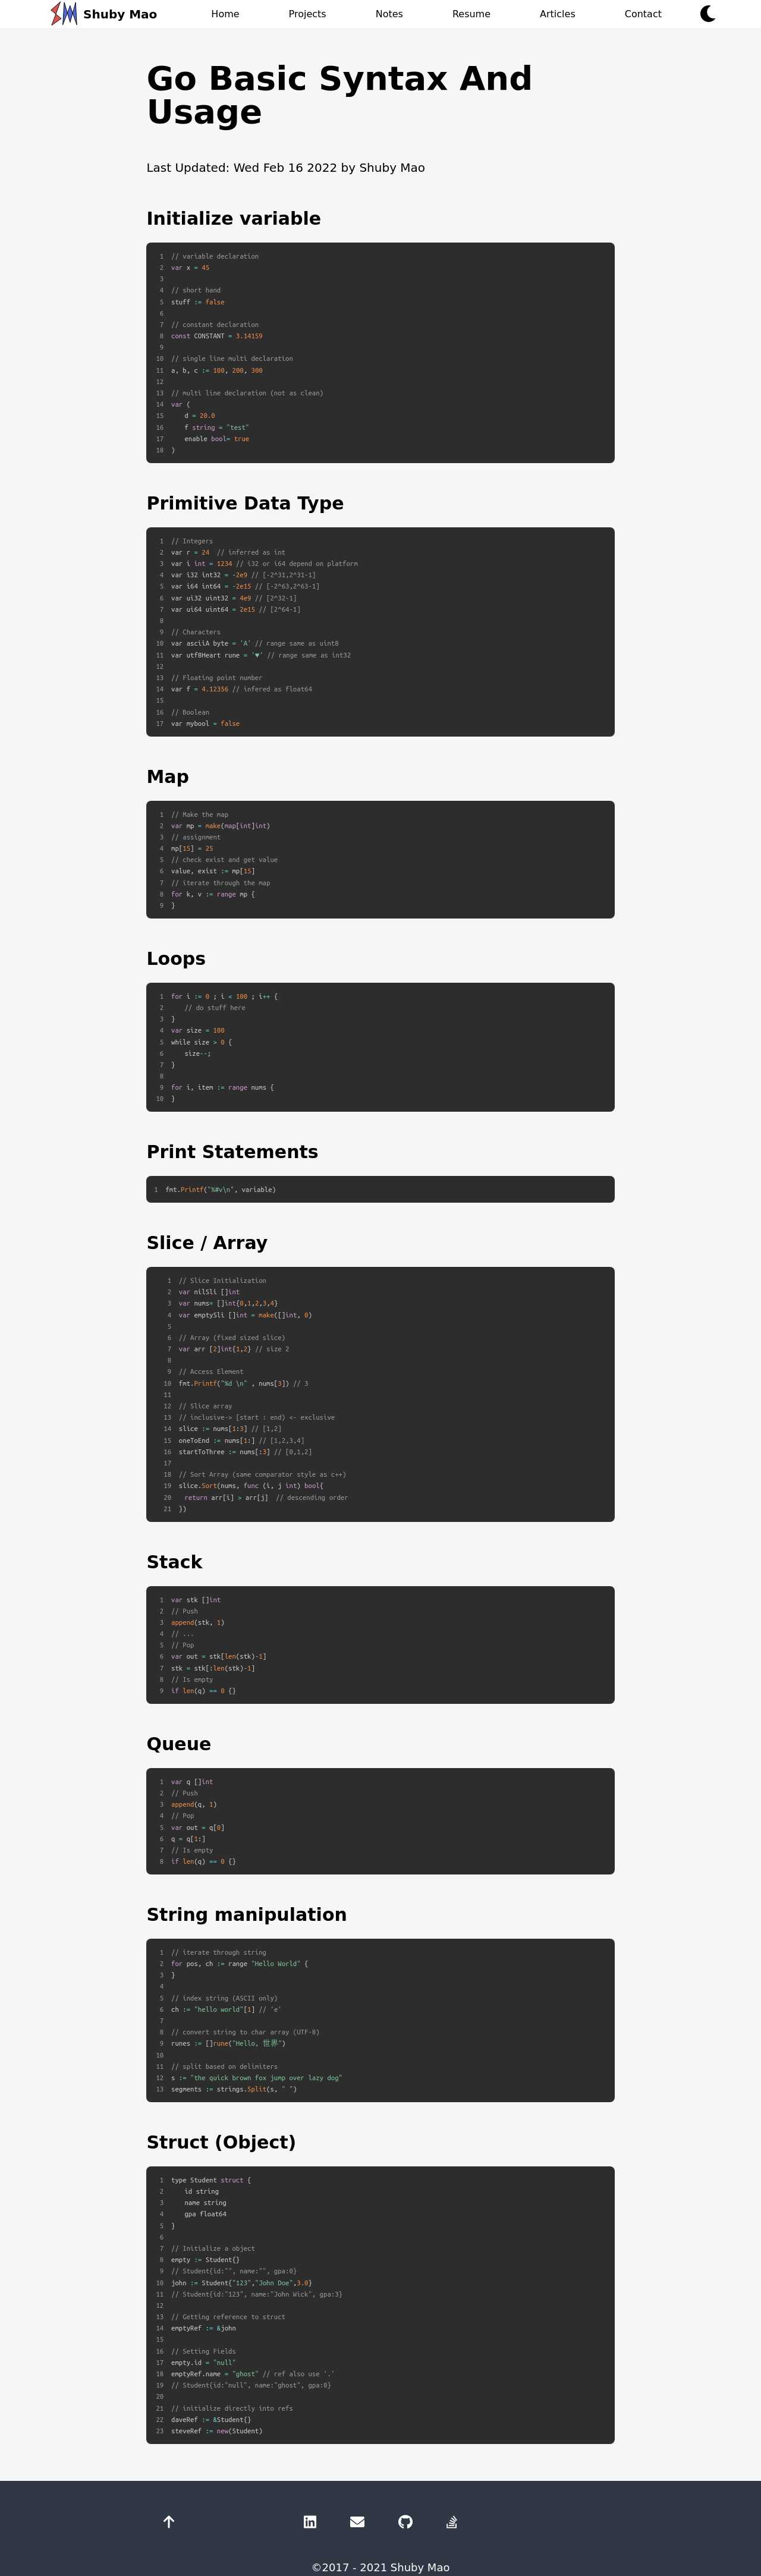 Shuby Mao Home Projects Notes Resume Articles Contact
Go Basic Syntax And
Usage
Last Updated: Wed Feb 16 2022 by Shuby Mao
Initialize variable
1 // variable declaration
2 var x = 45
3
4 // short hand
5 stuff := false
6
7 // constant declaration
8 const CONSTANT = 3.14159
9
10 // single line multi declaration
11 a, b, c := 100, 200, 300
12
13 // multi line declaration (not as clean)
14 var (
15 d = 20.0
16 f string = "test"
17 enable bool= true
18 )
Primitive Data Type
1 // Integers
2 var r = 24  // inferred as int
3 var i int = 1234 // i32 or i64 depend on platform
4 var i32 int32 = -2e9 // [-2^31,2^31-1]
5 var i64 int64 = -2e15 // [-2^63,2^63-1]
6 var ui32 uint32 = 4e9 // [2^32-1]
7 var ui64 uint64 = 2e15 // [2^64-1]
8
9 // Characters
10 var asciiA byte = 'A' // range same as uint8
11 var utf8Heart rune = '♥' // range same as int32
12
13 // Floating point number
14 var f = 4.12356 // infered as float64
15
16 // Boolean
17 var mybool = false
Map
1 // Make the map
2 var mp = make(map[int]int)
3 // assignment
4 mp[15] = 25
5 // check exist and get value
6 value, exist := mp[15]
7 // iterate through the map
8 for k, v := range mp {
9 }
Loops
1 for i := 0 ; i < 100 ; i++ {
2 // do stuff here
3 }
4 var size = 100
5 while size > 0 {
6 size--;
7 }
8
9 for i, item := range nums {
10 }
Print Statements
1 fmt.Printf("%#v\n", variable)
Slice / Array
1 // Slice Initialization
2 var nilSli []int
3 var nums= []int{0,1,2,3,4}
4 var emptySli []int = make([]int, 0)
5
6 // Array (fixed sized slice)
7 var arr [2]int{1,2} // size 2
8
9 // Access Element
10 fmt.Printf("%d \n" , nums[3]) // 3
11
12 // Slice array
13 // inclusive-> [start : end) <- exclusive
14 slice := nums[1:3] // [1,2]
15 oneToEnd := nums[1:] // [1,2,3,4]
16 startToThree := nums[:3] // [0,1,2]
17
18 // Sort Array (same comparator style as c++)
19 slice.Sort(nums, func (i, j int) bool{
20 return arr[i] > arr[j]  // descending order
21 })
Stack
1 var stk []int
2 // Push
3 append(stk, 1)
4 // ...
5 // Pop
6 var out = stk[len(stk)-1]
7 stk = stk[:len(stk)-1]
8 // Is empty
9 if len(q) == 0 {}
Queue
1 var q []int
2 // Push
3 append(q, 1)
4 // Pop
5 var out = q[0]
6 q = q[1:]
7 // Is empty
8 if len(q) == 0 {}
String manipulation
1 // iterate through string
2 for pos, ch := range "Hello World" {
3 }
4
5 // index string (ASCII only)
6 ch := "hello world"[1] // 'e'
7
8 // convert string to char array (UTF-8)
9 runes := []rune("Hello, 世界")
10
11 // split based on delimiters
12 s := "the quick brown fox jump over lazy dog"
13 segments := strings.Split(s, " ")
Struct (Object)
1 type Student struct {
2 id string
3 name string
4 gpa float64
5 }
6
7 // Initialize a object
8 empty := Student{}
9 // Student{id:"", name:"", gpa:0}
10 john := Student{"123","John Doe",3.0}
11 // Student{id:"123", name:"John Wick", gpa:3}
12
13 // Getting reference to struct
14 emptyRef := &john
15
16 // Setting Fields
17 empty.id = "null"
18 emptyRef.name = "ghost" // ref also use '.'
19 // Student{id:"null", name:"ghost", gpa:0}
20
21 // initialize directly into refs
22 daveRef := &Student{}
23 steveRef := new(Student)
©2017 - 2021 Shuby Mao